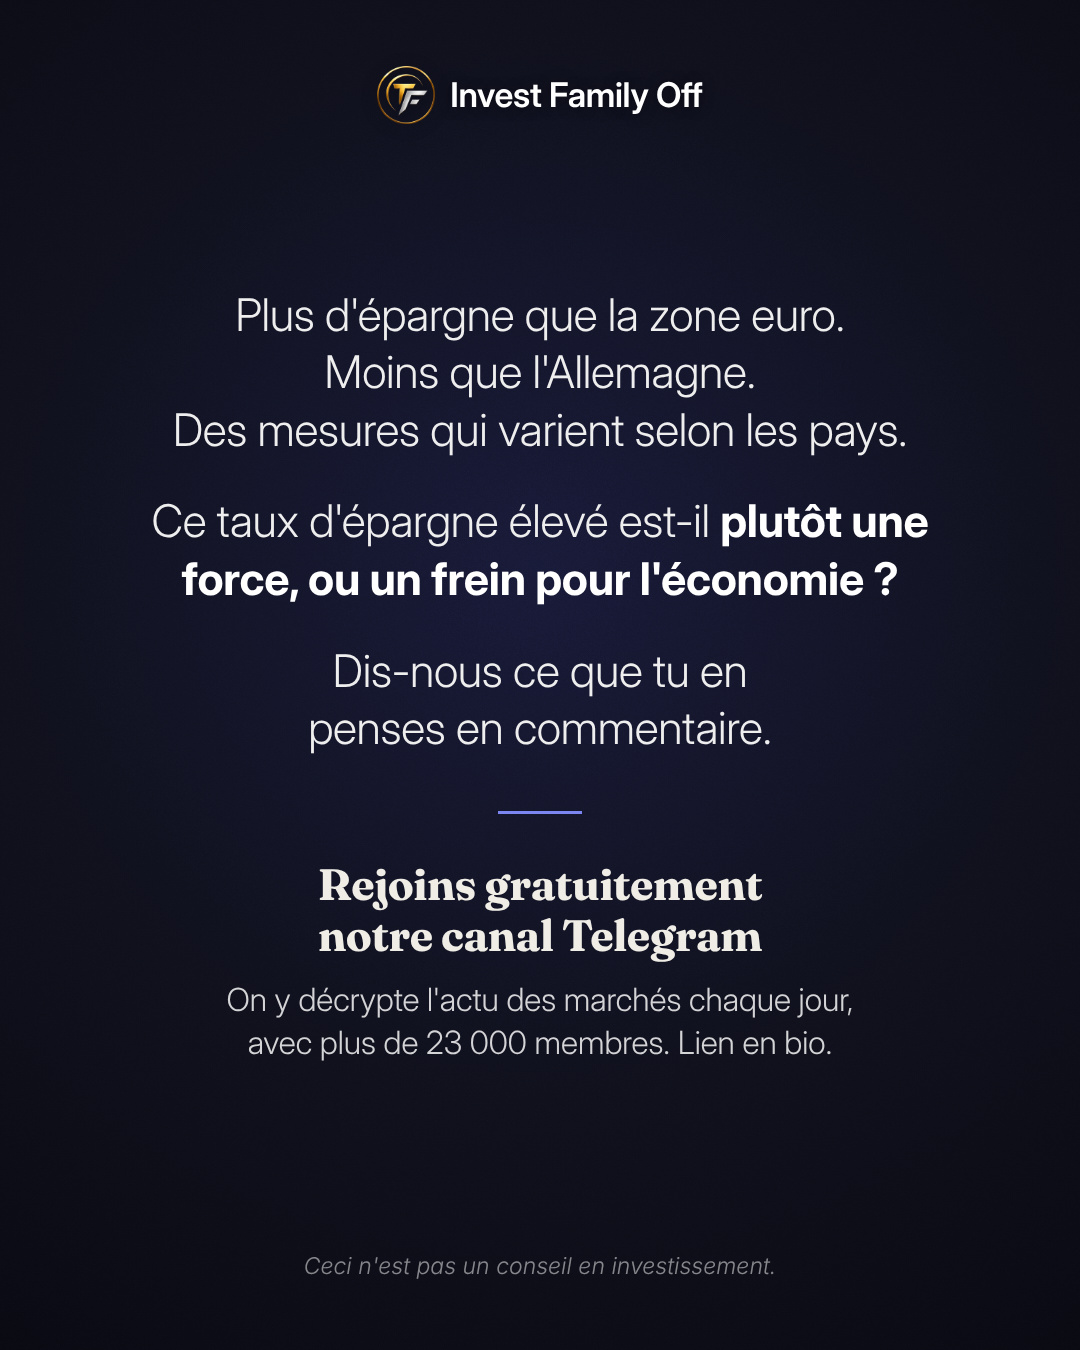 TF Invest Family Off
Plus d'épargne que la zone euro.
Moins que l'Allemagne.
Des mesures qui varient selon les pays.
Ce taux d'épargne élevé est-il plutôt une
force, ou un frein pour l'économie ?
Dis-nous ce que tu en
penses en commentaire.
Rejoins gratuitement
notre canal Telegram
On y décrypte l'actu des marchés chaque jour,
avec plus de 23 000 membres. Lien en bio.
Ceci n'est pas un conseil en investissement.